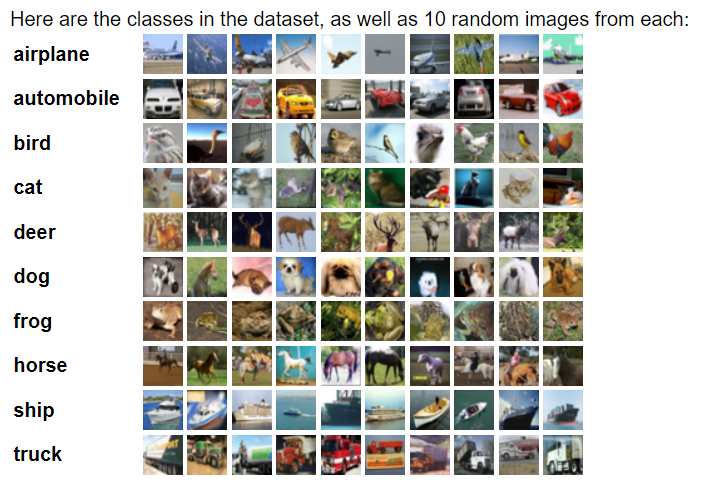 Here are the classes in the dataset, as well as 10 random images from each:
airplane
automobile
bird
cat
deer
dog
frog
horse
ship
truck